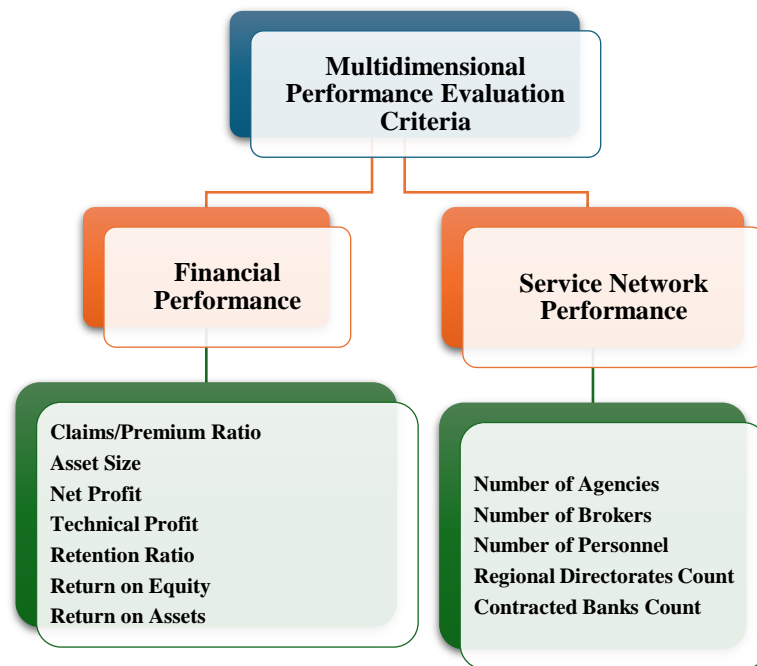 Multidimensional
Performance Evaluation
Criteria
Financial
Performance
Service Network
Performance
Claims/Premium Ratio
Asset Size
Net Profit
Technical Profit
Retention Ratio
Return on Equity
Return on Assets
Number of Agencies
Number of Brokers
Number of Personnel
Regional Directorates Count
Contracted Banks Count